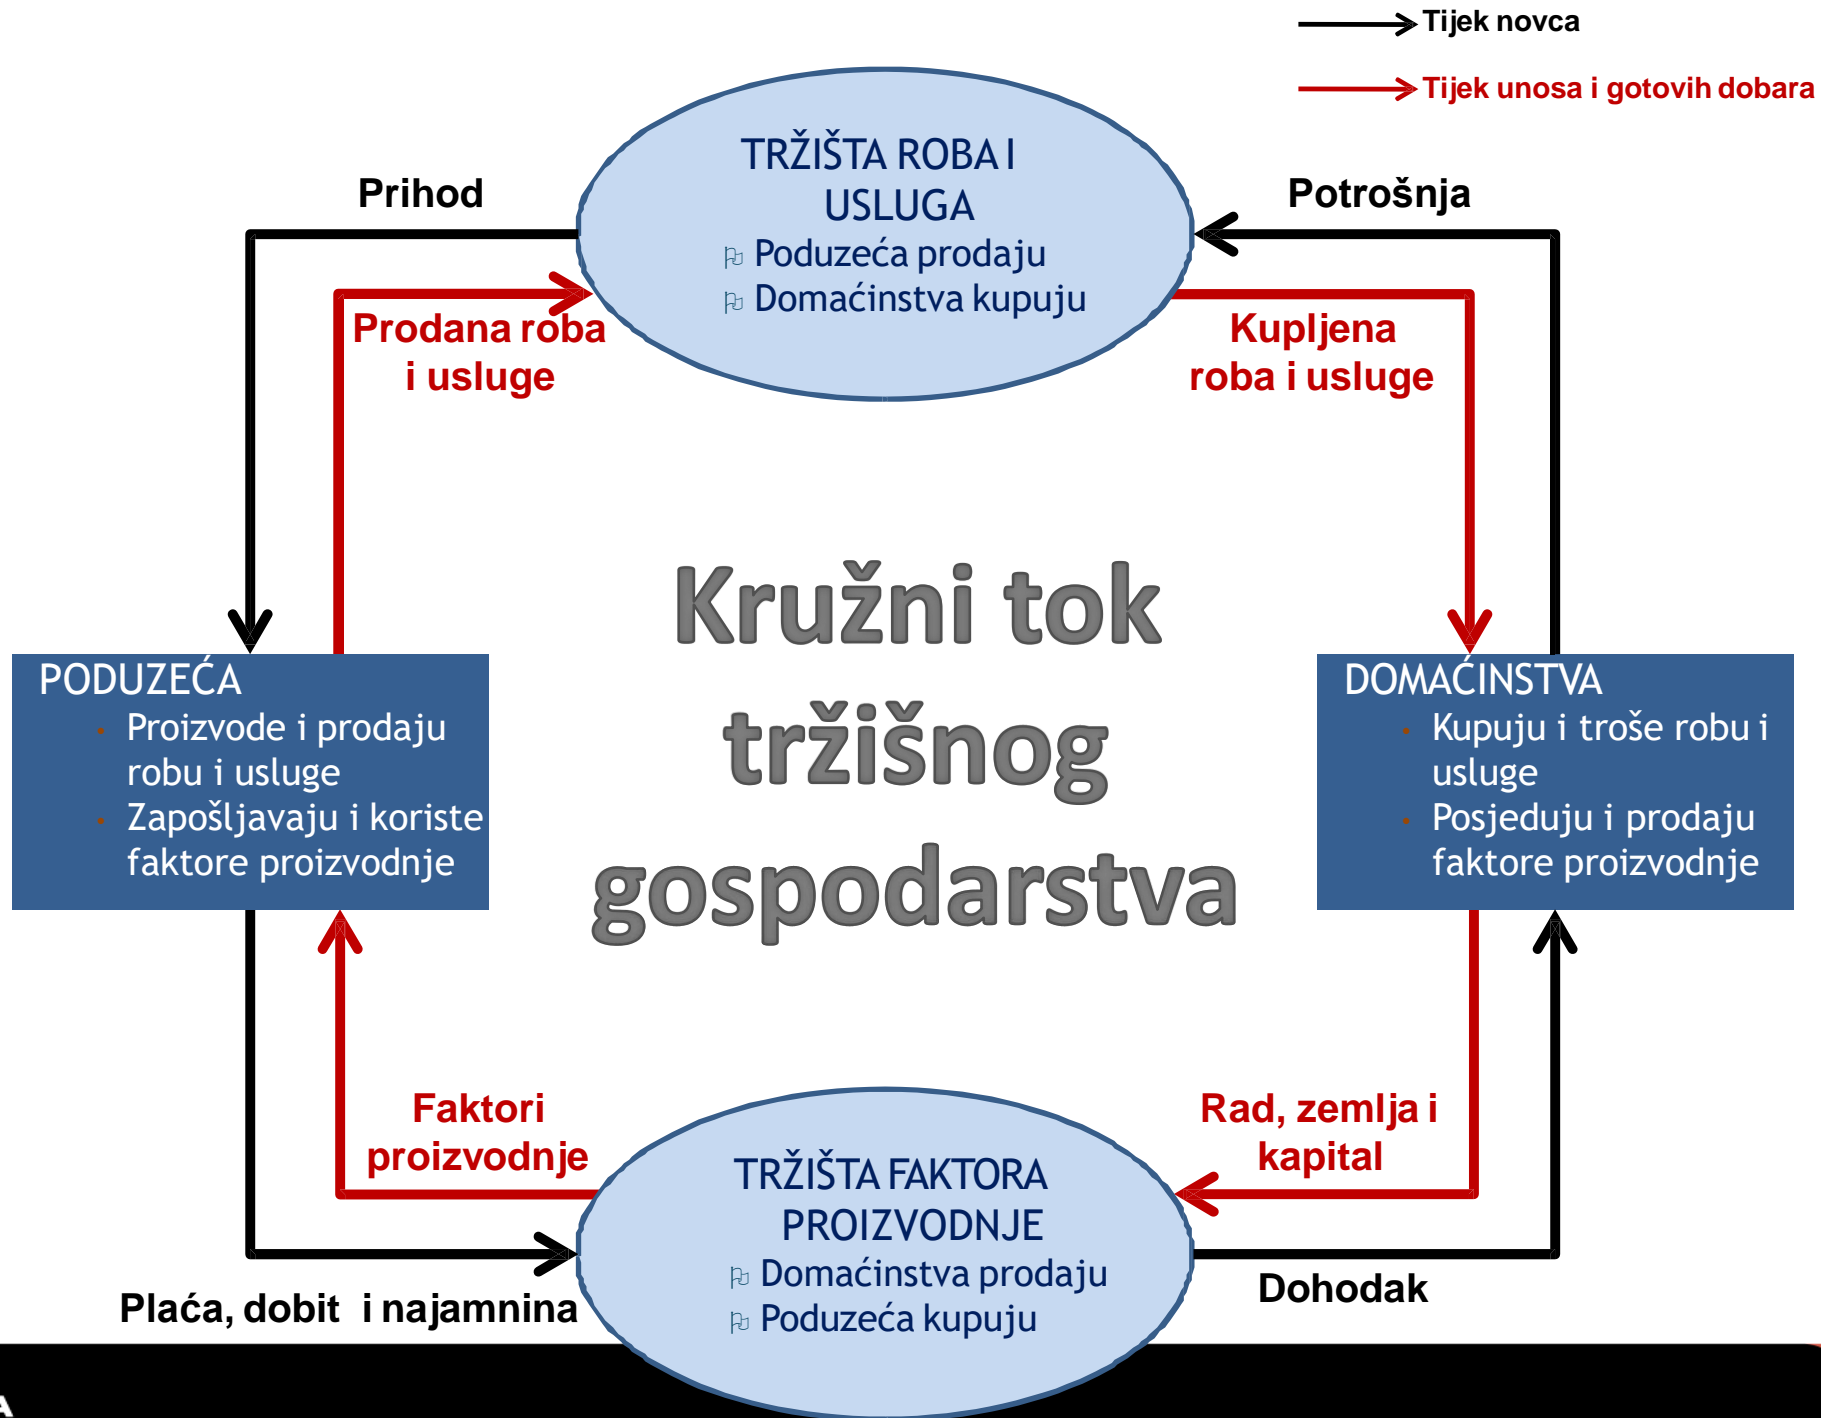 Tijek novca
Tijek unosa i gotovih dobara
TRŽIŠTA ROBA I
USLUGA
Poduzeća prodaju
Domaćinstva kupuju
Prihod
Potrošnja
Prodana roba
i usluge
Kupljena
roba i usluge
Kružni tok
tržišnog
gospodarstva
PODUZEĆA
Proizvode i prodaju
robu i usluge
Zapošljavaju i koriste
faktore proizvodnje
DOMAĆINSTVA
Kupuju i troše robu i
usluge
Posjeduju i prodaju
faktore proizvodnje
Faktori
proizvodnje
Rad, zemlja i
kapital
TRŽIŠTA FAKTORA
PROIZVODNJE
Domaćinstva prodaju
Poduzeća kupuju
Plaća, dobit i najamnina
Dohodak